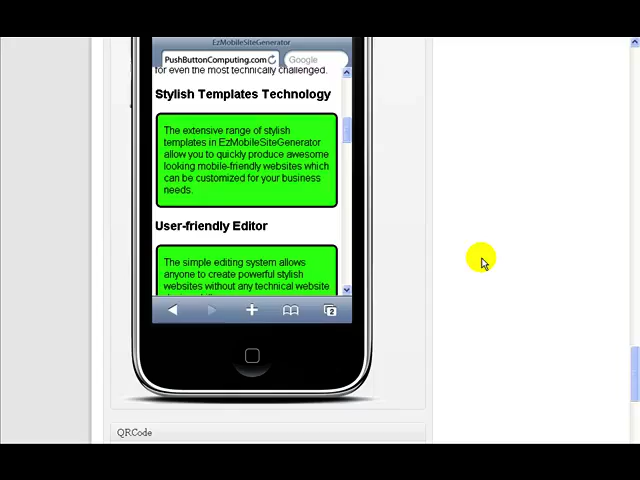 EzMobileSiteGenerator
PushButtonComputing.com
Google
for even the most technically challenged.
Stylish Templates Technology
The extensive range of stylish
templates in EzMobileSiteGenerator
allow you to quickly produce awesome
looking mobile-friendly websites which
can be customized for your business
needs.
User-friendly Editor
The simple editing system allows
anyone to create powerful stylish
websites without any technical website
2
QRCode